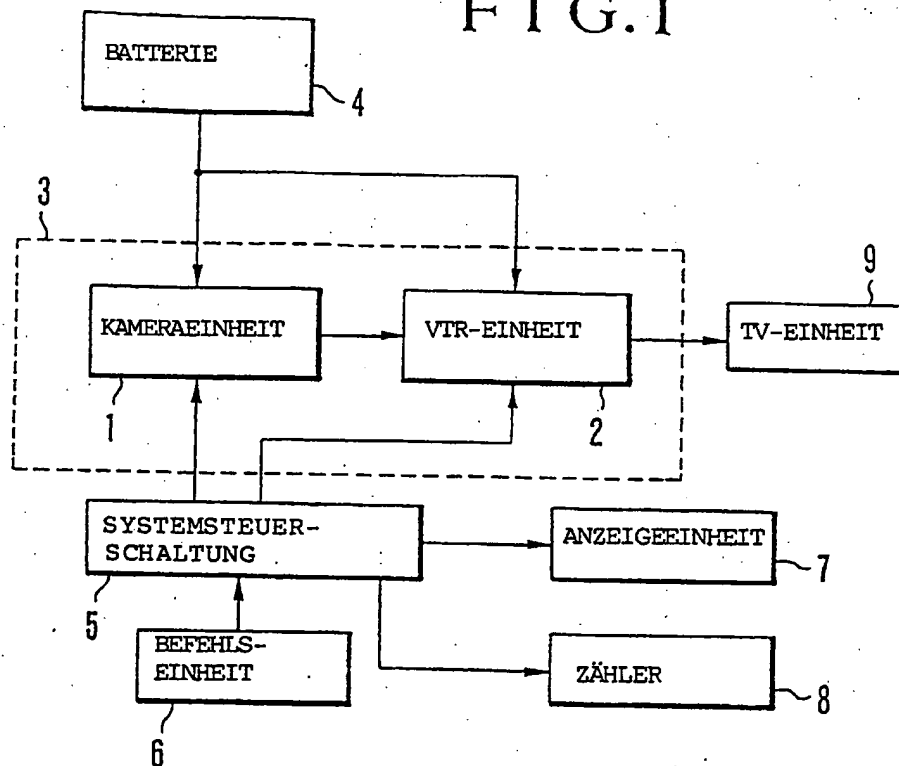 FIG.1
BATTERIE
4
3
9
KAMERAEINHEIT
VTR-EINHEIT
TV-EINHEIT
1
2
SYSTEMSTEUER-
SCHALTUNG
ANZEIGEEINHEIT
5
7
BEFEHLS-
EINHEIT
ZÄHLER
6
8